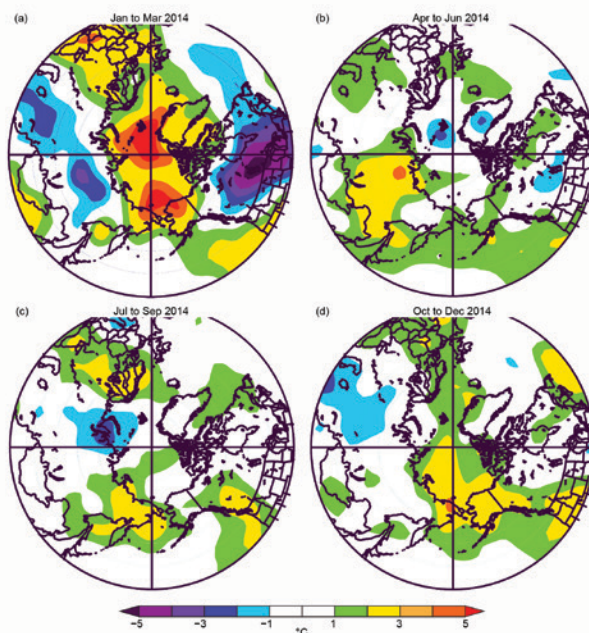 (a) Jan to Mar 2014
(b) Apr to Jun 2014
(c) Jul to Sep 2014
(d) Oct to Dec 2014
−5 −3 −1 1 3 5
°C